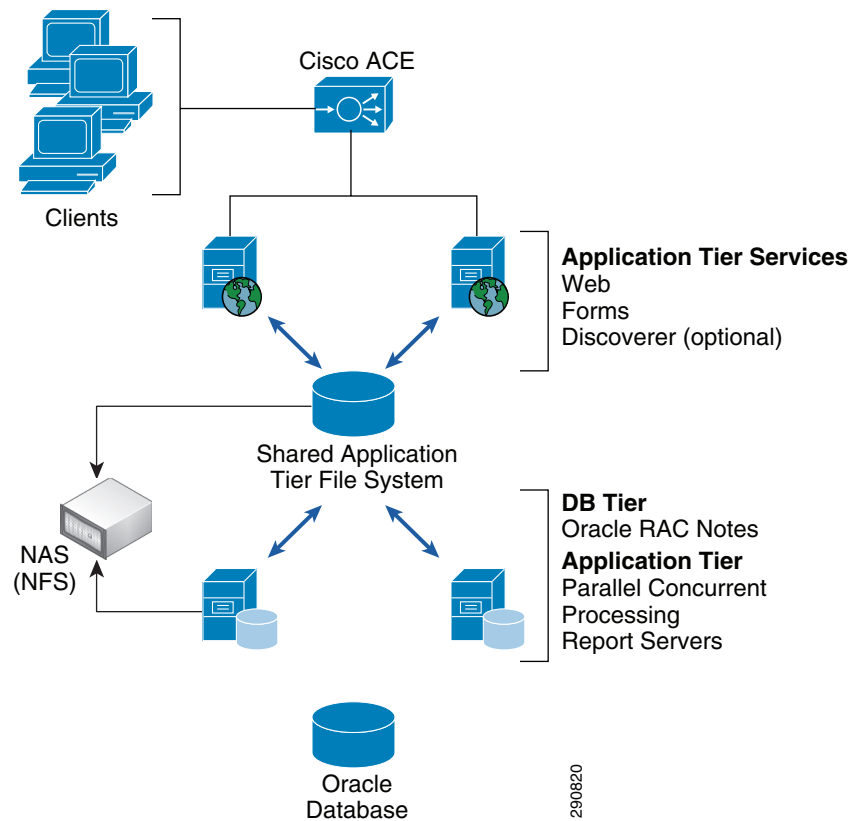 Cisco ACE
Clients
Application Tier Services
Web
Forms
Discoverer (optional)
Shared Application
Tier File System
NAS
(NFS)
DB Tier
Oracle RAC Notes
Application Tier
Parallel Concurrent
Processing
Report Servers
Oracle
Database
290820